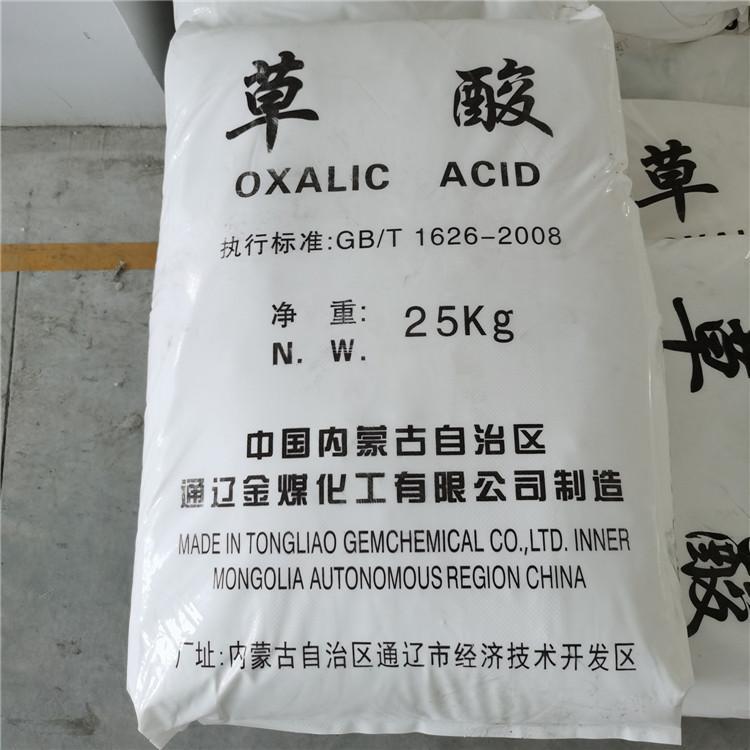 草 酸
OXALIC ACID
执行标准:GB/T 1626-2008
净 重: 25Kg
N. W.
中国内蒙古自治区
通辽金煤化工有限公司制造
MADE IN TONGLIAO GEMCHEMICAL CO.,LTD. INNER
MONGOLIA AUTONOMOUS REGION CHINA
厂址:内蒙古自治区通辽市经济技术开发区
草
OXALIC
草
酸